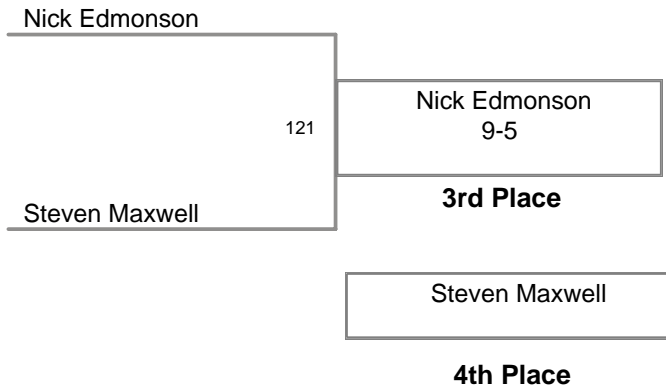 Nick Edmonson
121
Nick Edmonson
9-5
3rd Place
Steven Maxwell
Steven Maxwell
4th Place